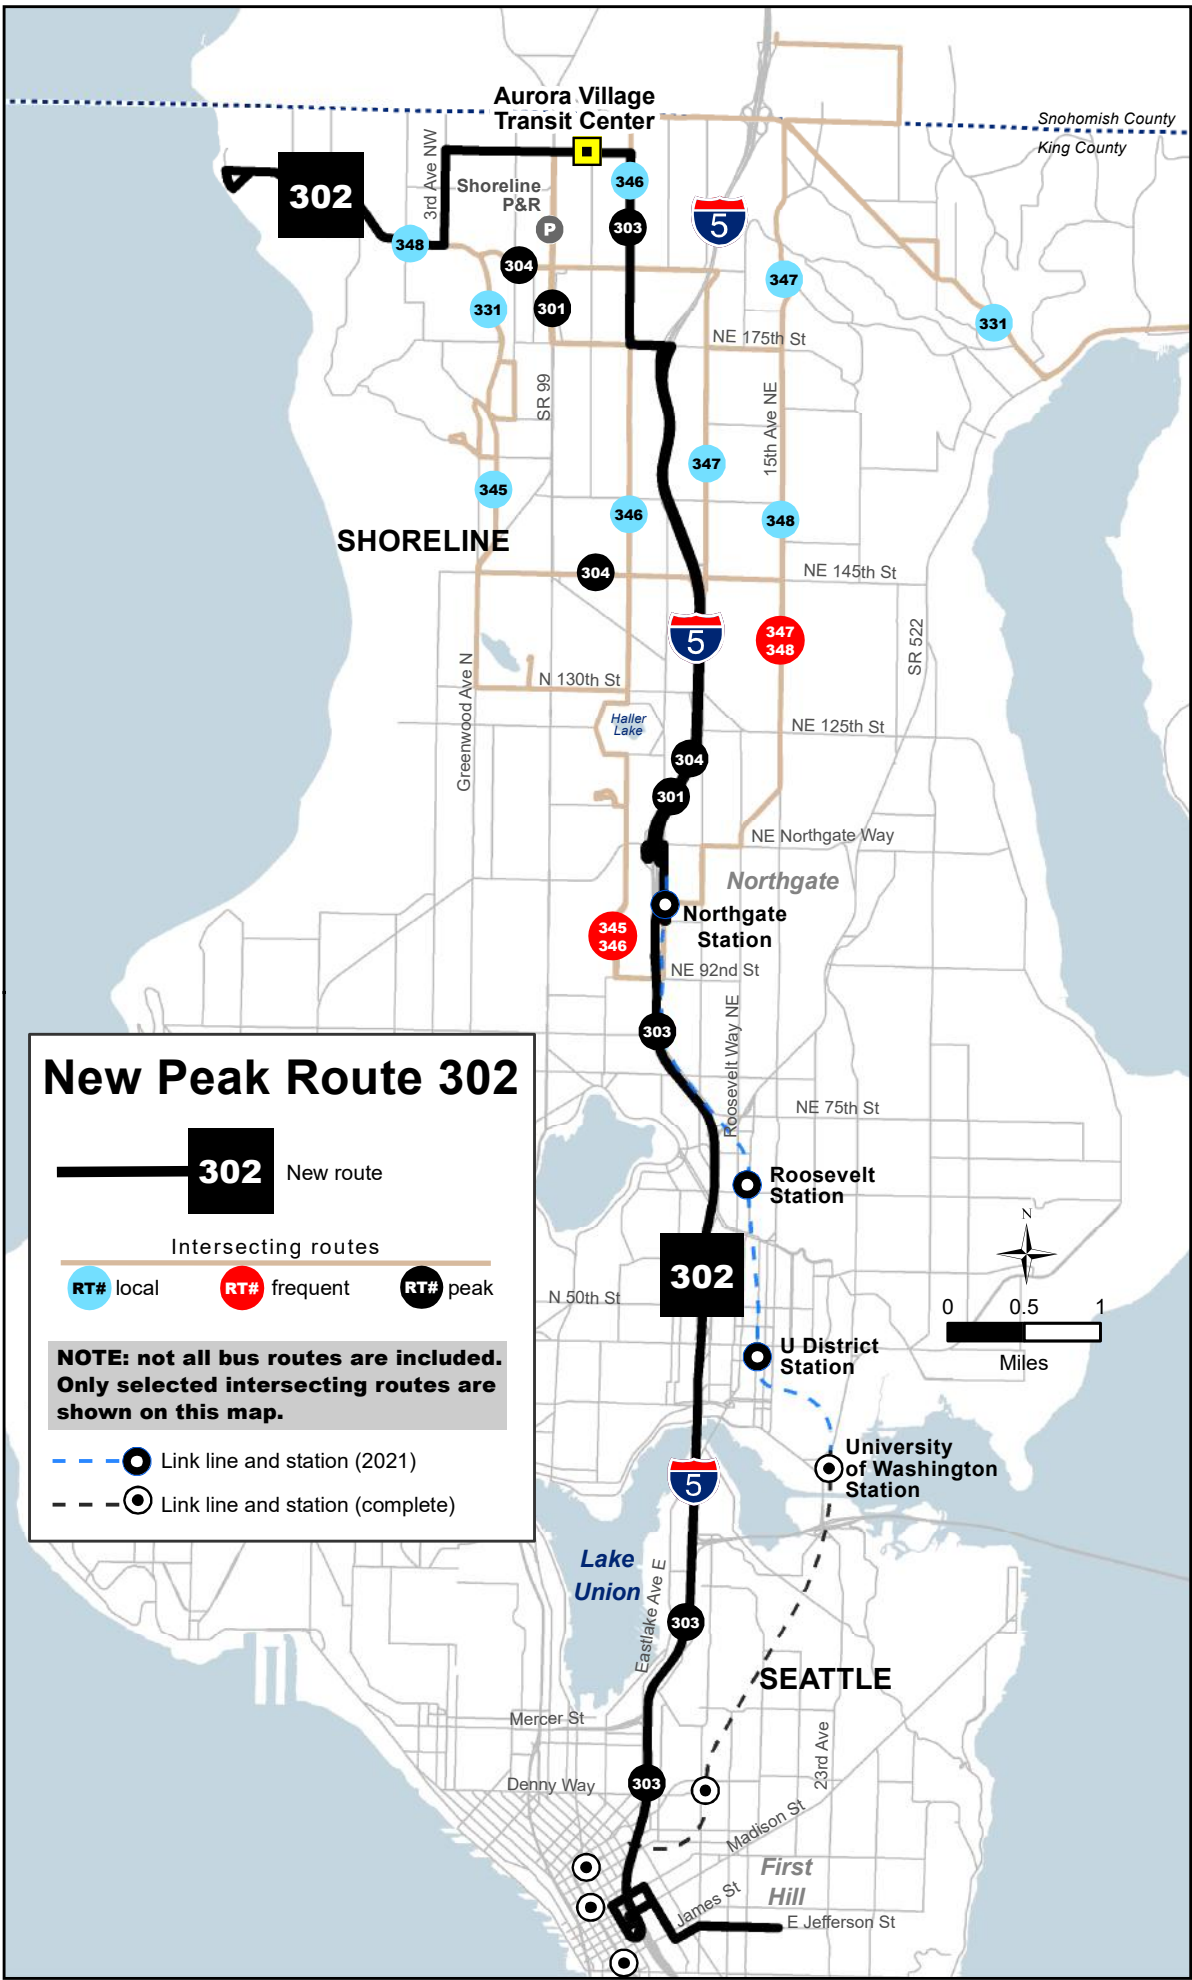 Aurora Village
Transit Center
Snohomish County
King County
302
3rd Ave NW
Shoreline
P&R
P
346
303
5
348
304
301
331
347
331
NE 175th St
SR 99
15th Ave NE
347
345
346
348
SHORELINE
304
NE 145th St
5
347
348
SR 522
Greenwood Ave N
N 130th St
Haller
Lake
NE 125th St
304
301
NE Northgate Way
Northgate
Northgate
Station
345
346
NE 92nd St
Roosevelt Way NE
303
NE 75th St
Roosevelt
Station
N
302
N 50th St
0 0.5 1
Miles
U District
Station
University
of Washington
Station
5
Lake
Union
Eastlake Ave E
303
SEATTLE
Mercer St
23rd Ave
Denny Way
303
Madison St
First
Hill
James St
E Jefferson St
New Peak Route 302
302 New route
Intersecting routes
RT# local RT# frequent RT# peak
NOTE: not all bus routes are included.
Only selected intersecting routes are
shown on this map.
Link line and station (2021)
Link line and station (complete)